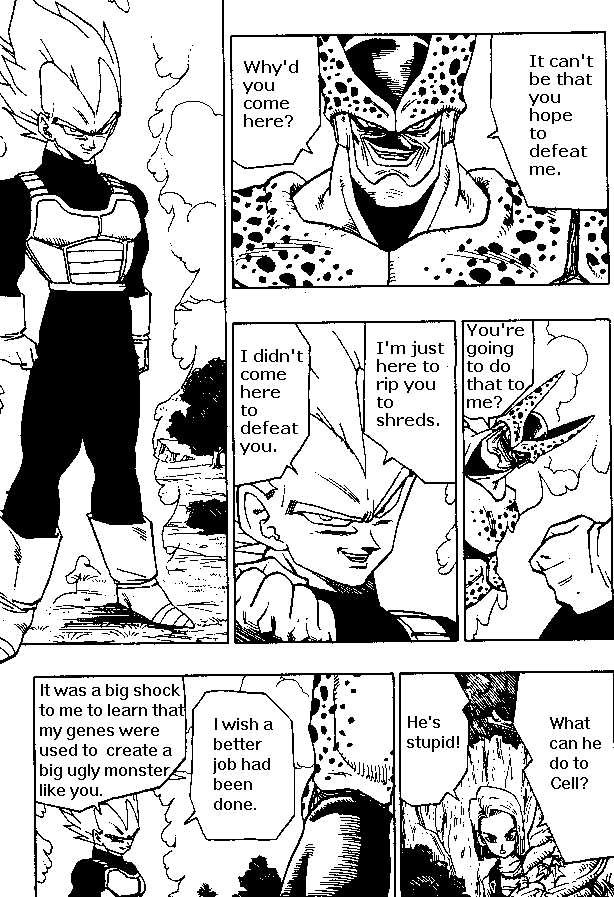 Why'd
you
come
here?
It can't
be that
you
hope
to
defeat
me.
I didn't
come
here
to
defeat
you.
I'm just
here to
rip you
to
shreds.
You're
going
to do
that to
me?
It was a big shock
to me to learn that
my genes were
used to create a
big ugly monster
like you.
I wish a
better
job had
been
done.
He's
stupid!
What
can he
do to
Cell?